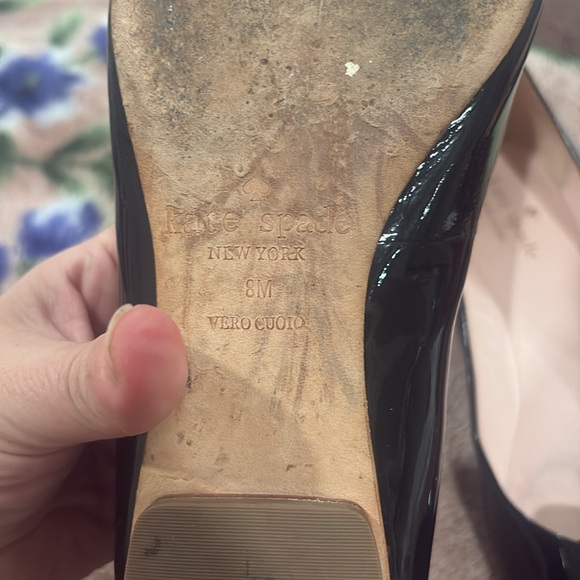 kate spade
NEW YORK
8M
VERO CUOIO